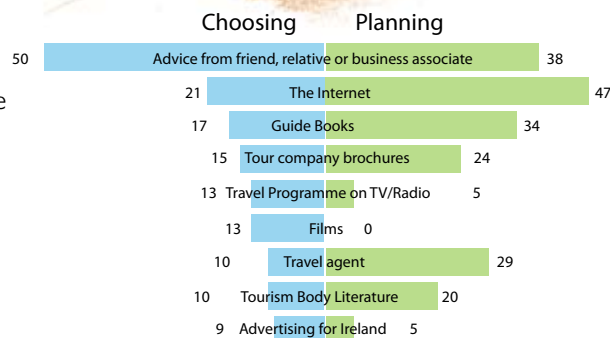 Choosing Planning
50 Advice from friend, relative or business associate 38
21 The Internet 47
e
17 Guide Books 34
15 Tour company brochures 24
13 Travel Programme on TV/Radio 5
13 Films 0
10 Travel agent 29
10 Tourism Body Literature 20
9 Advertising for Ireland 5